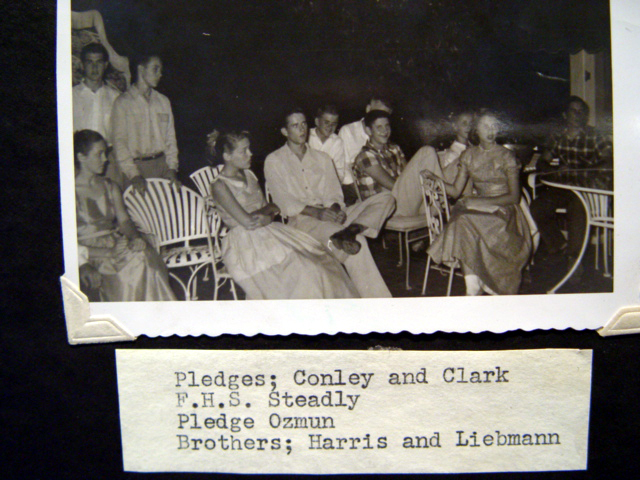 Pledges; Conley and Clark
F.H.S. Steadly
Pledge Ozmun
Brothers; Harris and Liebmann